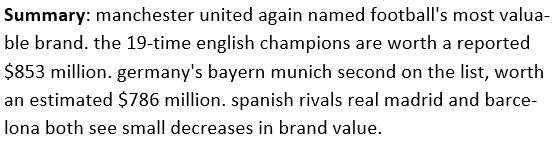 Summary: manchester united again named football's most valua-
ble brand. the 19-time english champions are worth a reported
$853 million. germany's bayern munich second on the list, worth
an estimated $786 million. spanish rivals real madrid and barce-
lona both see small decreases in brand value.